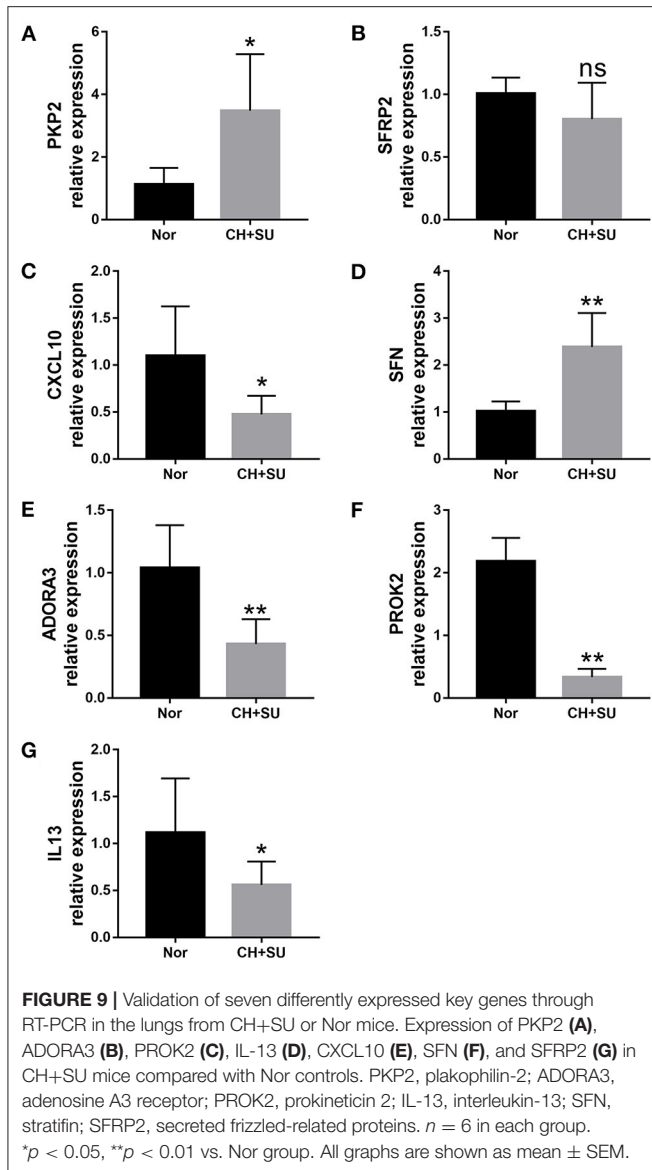 A
PKP2
relative expression
6
4
2
0
*
Nor CH+SU
B
SFRP2
relative expression
1.5
1.0
0.5
0.0
ns
Nor CH+SU
C
CXCL10
relative expression
2.0
1.5
1.0
0.5
0.0
*
Nor CH+SU
D
SFN
relative expression
4
3
2
1
0
**
Nor CH+SU
E
ADORA3
relative expression
1.5
1.0
0.5
0.0
**
Nor CH+SU
F
PROK2
relative expression
3
2
1
0
**
Nor CH+SU
G
IL13
relative expression
2.0
1.5
1.0
0.5
0.0
*
Nor CH+SU
FIGURE 9 | Validation of seven differently expressed key genes through
RT-PCR in the lungs from CH+SU or Nor mice. Expression of PKP2 (A),
ADORA3 (B), PROK2 (C), IL-13 (D), CXCL10 (E), SFN (F), and SFRP2 (G) in
CH+SU mice compared with Nor controls. PKP2, plakophilin-2; ADORA3,
adenosine A3 receptor; PROK2, prokineticin 2; IL-13, interleukin-13; SFN,
stratifin; SFRP2, secreted frizzled-related proteins. n = 6 in each group.
*p < 0.05, **p < 0.01 vs. Nor group. All graphs are shown as mean ± SEM.